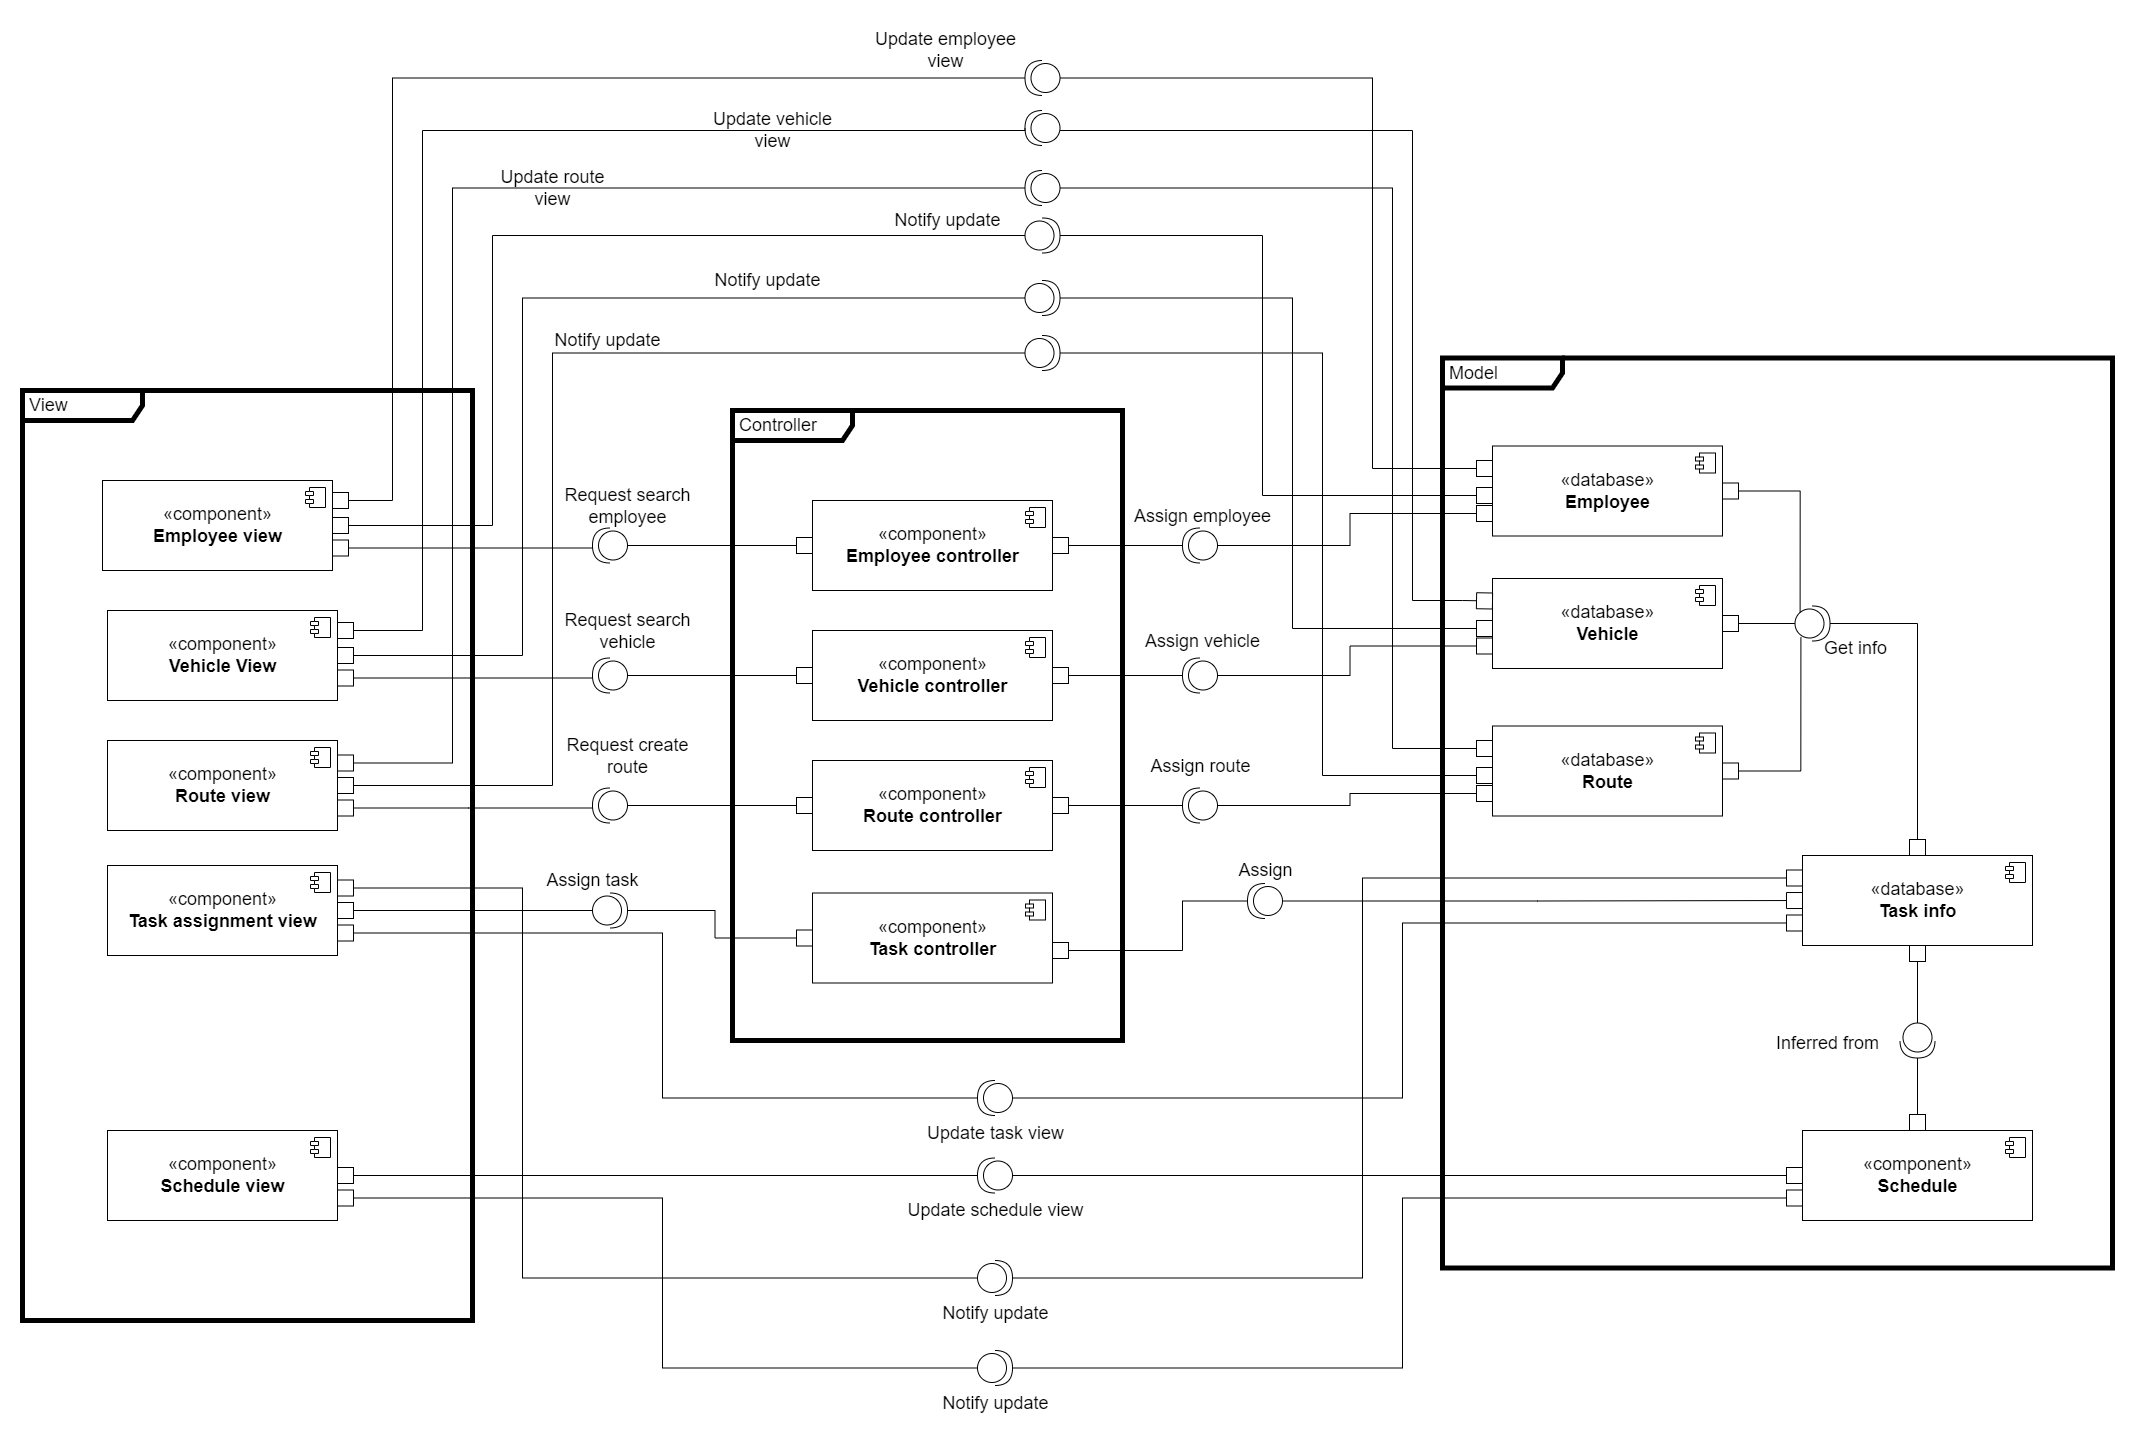 Update employee
view
Update vehicle
view
Update route
view
Notify update
Notify update
Notify update
View
«component»
Employee view
«component»
Vehicle View
«component»
Route view
«component»
Task assignment view
«component»
Schedule view
Request search
employee
Request search
vehicle
Request create
route
Assign task
Controller
«component»
Employee controller
«component»
Vehicle controller
«component»
Route controller
«component»
Task controller
Assign employee
Assign vehicle
Assign route
Assign
Model
«database»
Employee
«database»
Vehicle
«database»
Route
Get info
«database»
Task info
Inferred from
«component»
Schedule
Update task view
Update schedule view
Notify update
Notify update